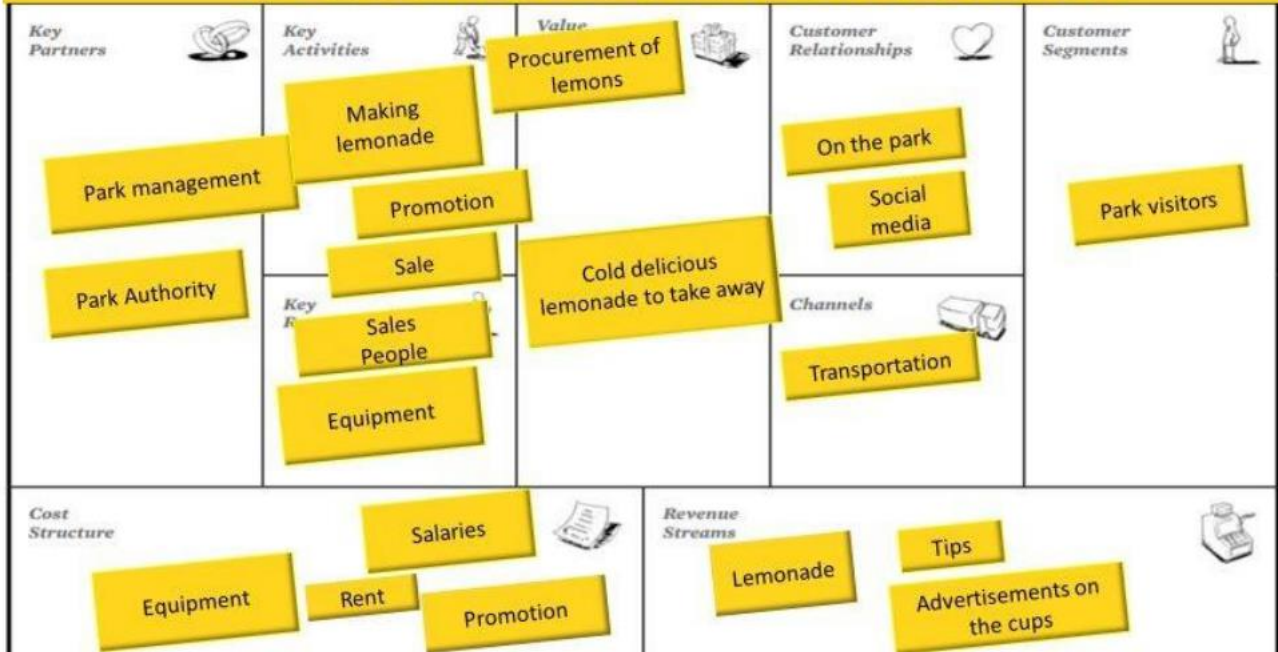 Key
Partners
Park management
Park Authority
Key
Activities
Making
lemonade
Promotion
Sale
Key
Sales
People
Equipment
Value
Procurement of
lemons
Cold delicious
lemonade to take away
Customer
Relationships
On the park
Social
media
Channels
Transportation
Customer
Segments
Park visitors
Cost
Structure
Salaries
Equipment
Rent
Promotion
Revenue
Streams
Lemonade
Tips
Advertisements on
the cups